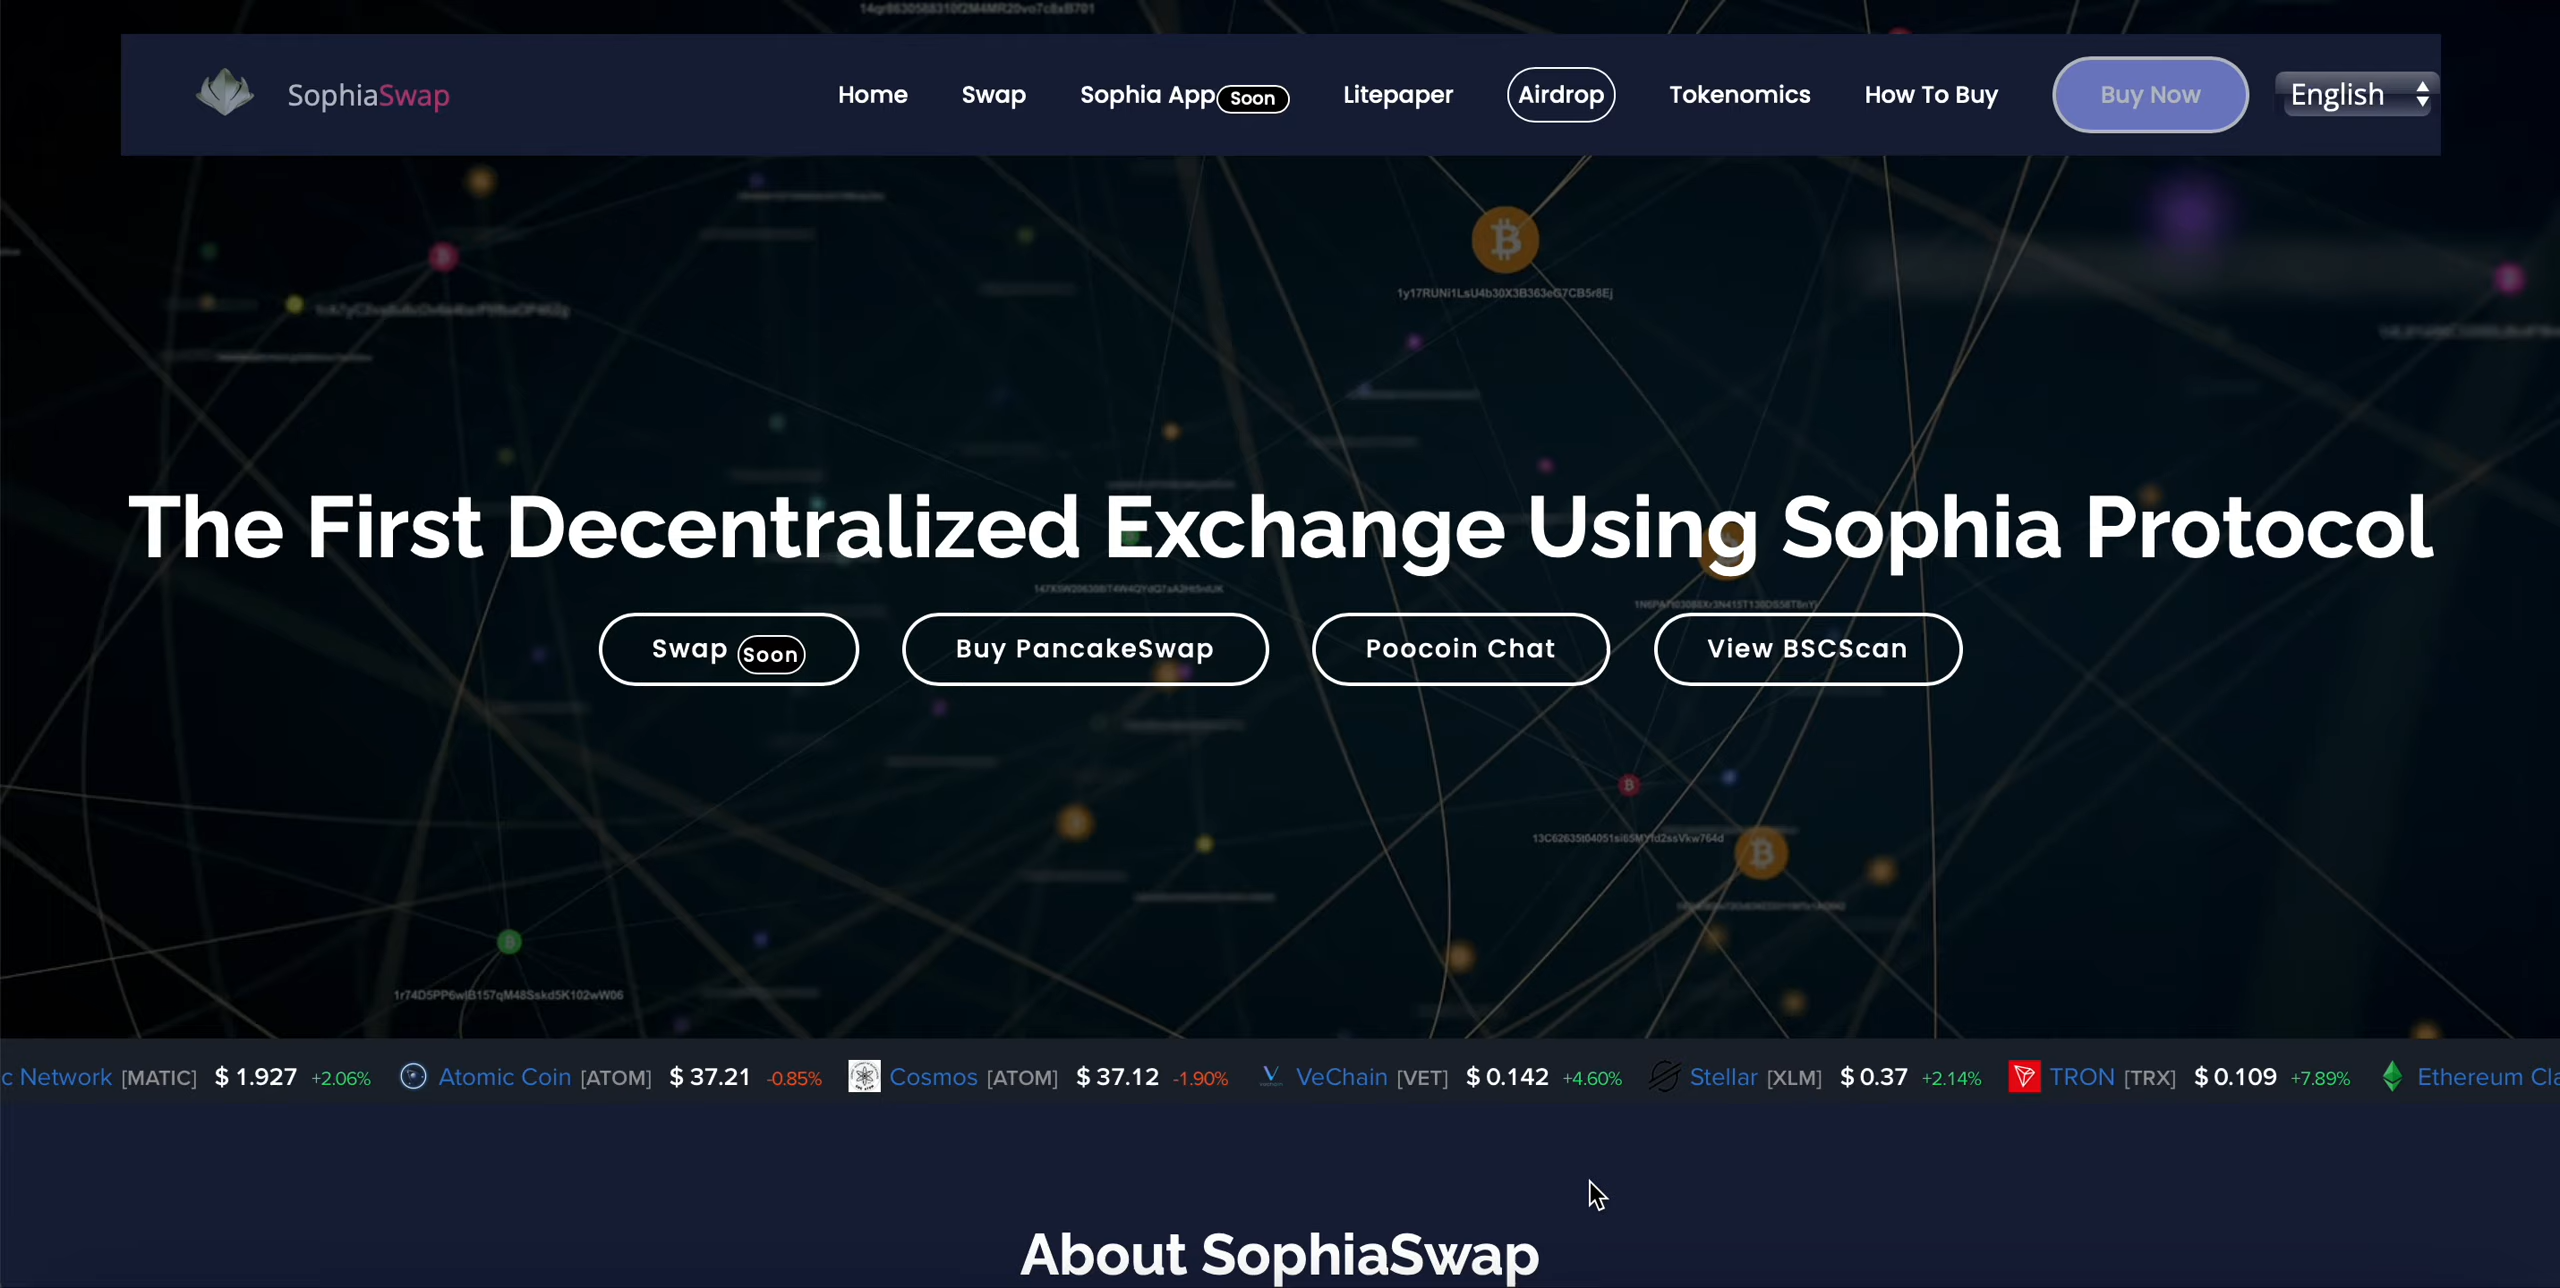 SophiaSwap
Home Swap Sophia App Soon Litepaper Airdrop Tokenomics How To Buy Buy Now English
1y17RUNi1LsU4b30X3B363eG7CB5r8Ej
The First Decentralized Exchange Using Sophia Protocol
Swap Soon Buy PancakeSwap Poocoin Chat View BSCScan
1r74D5PP6wIB157qM48Sskd5K102wW06
c Network [MATIC] $ 1.927 +2.06% Atomic Coin [ATOM] $ 37.21 -0.85% Cosmos [ATOM] $ 37.12 -1.90% VeChain [VET] $ 0.142 +4.60% Stellar [XLM] $ 0.37 +2.14% TRON [TRX] $ 0.109 +7.89% Ethereum Cla
About SophiaSwap